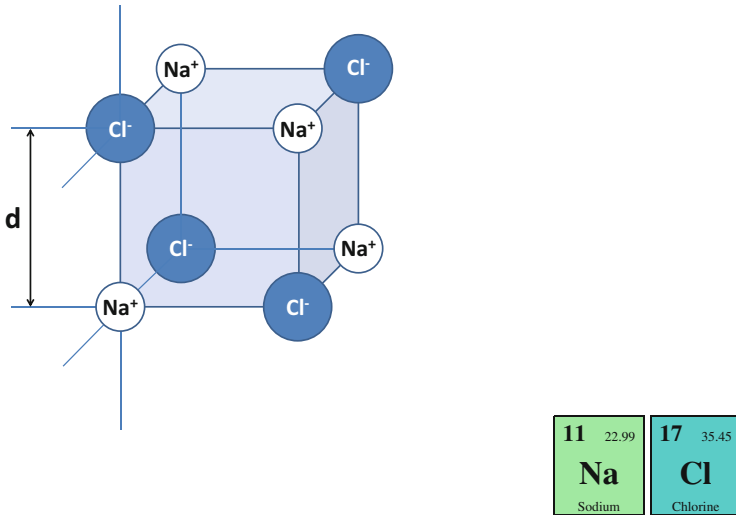 Na⁺
Cl⁻
Cl⁻
Na⁺
d
Cl⁻
Na⁺
Na⁺
Cl⁻
11 22.99
Na
Sodium
17 35.45
Cl
Chlorine